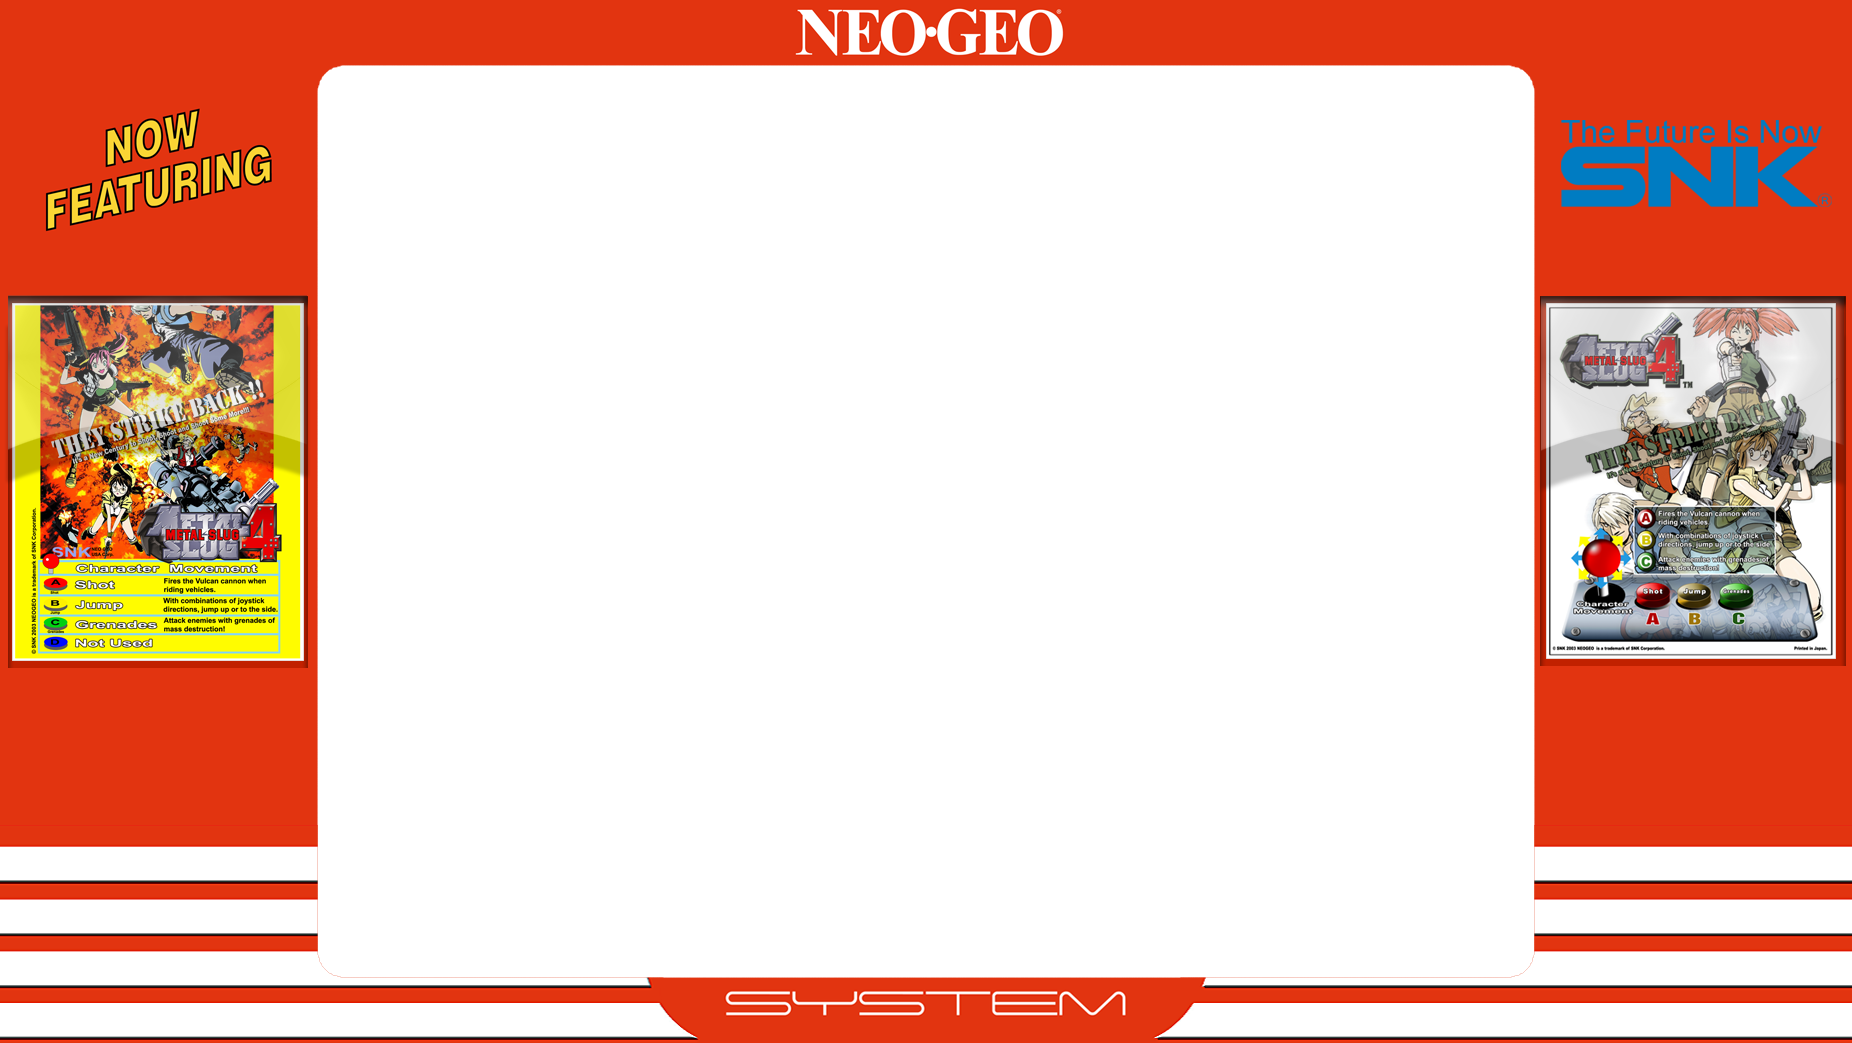 NEO•GEO®
NOW
FEATURING
The Future Is Now
SNK®
THEY STRIKE BACK!!
It's a New Century to Shoot, Shoot and Shoot Some More!!!
METAL SLUG 4
METAL SLUG
SNK
© SNK 2003 NEOGEO is a trademark of SNK Corporation.
Character Movement
A Shot Fires the Vulcan cannon when
riding vehicles.
B Jump With combinations of joystick
directions, jump up or to the side.
C Grenades Attack enemies with grenades of
mass destruction!
D Not Used
METAL SLUG 4 TM
METAL SLUG
THEY STRIKE BACK!!
A Fires the Vulcan cannon when
riding vehicles.
B With combinations of joystick
directions, jump up or to the side.
C Attack enemies with grenades of
mass destruction!
Character
Movement
Shot Jump Grenades
A B C
© SNK 2003 NEOGEO is a trademark of SNK Corporation. Printed in Japan.
SYSTEM